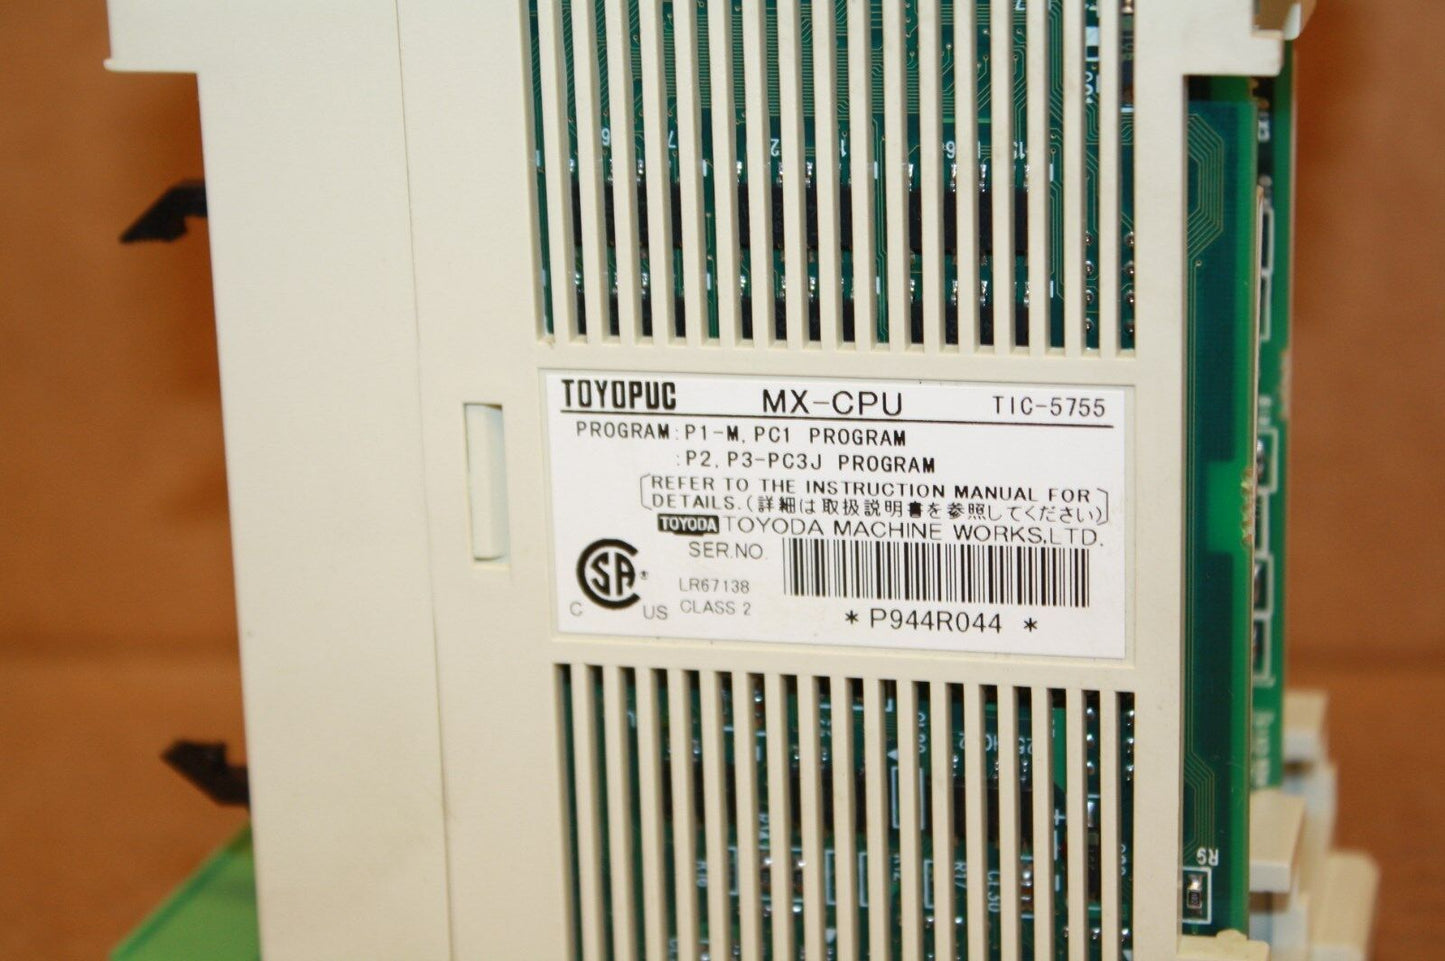 TOYOPUC MX-CPU TIC-5755
PROGRAM:P1-M, PC1 PROGRAM
:P2, P3-PC3J PROGRAM
[REFER TO THE INSTRUCTION MANUAL FOR
DETAILS.(詳細は取扱説明書を参照してください)]
TOYODA TOYODA MACHINE WORKS,LTD.
SER.NO.
LR67138
CLASS 2
CSA®
C US
*P944R044 *
R9